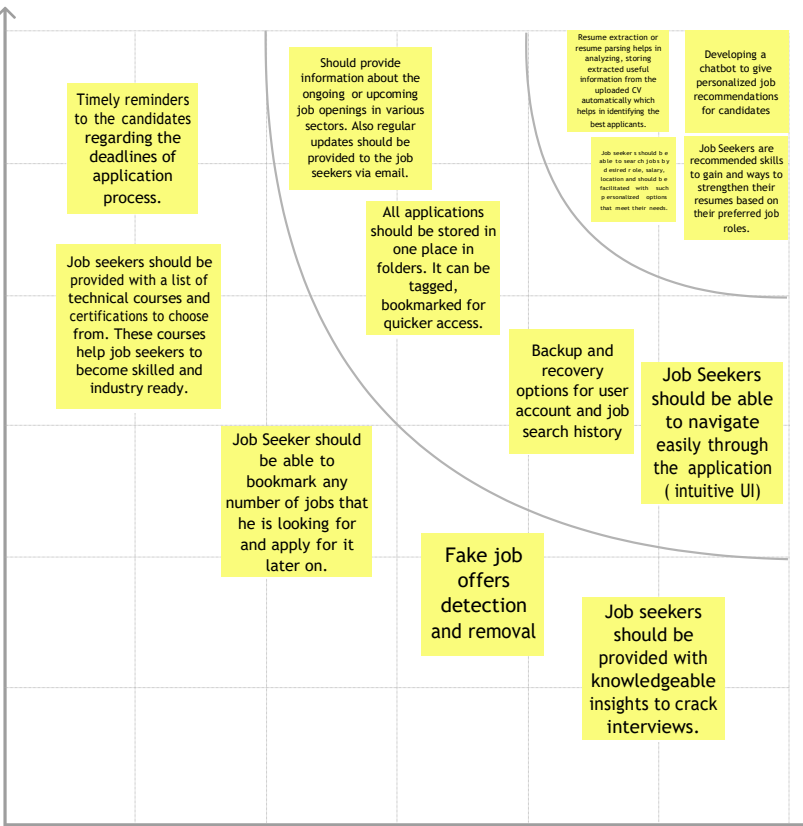 Resume extraction or
resume parsing helps in
analyzing, storing
extracted useful
information from the
uploaded CV
automatically which
helps in identifying the
best applicants.
Developing a
chatbot to give
personalized job
recommendations
for candidates
Should provide
information about the
ongoing or upcoming
job openings in various
sectors. Also regular
updates should be
provided to the job
seekers via email.
Timely reminders
to the candidates
regarding the
deadlines of
application
process.
Job seekers should be
able to search jobs by
desired role, salary,
location and should be
facilitated with such
personalized options
that meet their needs.
Job Seekers are
recommended skills
to gain and ways to
strengthen their
resumes based on
their preferred job
roles.
All applications
should be stored in
one place in
folders. It can be
tagged,
bookmarked for
quicker access.
Job seekers should be
provided with a list of
technical courses and
certifications to choose
from. These courses
help job seekers to
become skilled and
industry ready.
Backup and
recovery
options for user
account and job
search history
Job Seekers
should be able
to navigate
easily through
the application
( intuitive UI)
Job Seeker should
be able to
bookmark any
number of jobs that
he is looking for
and apply for it
later on.
Fake job
offers
detection
and removal
Job seekers
should be
provided with
knowledgeable
insights to crack
interviews.